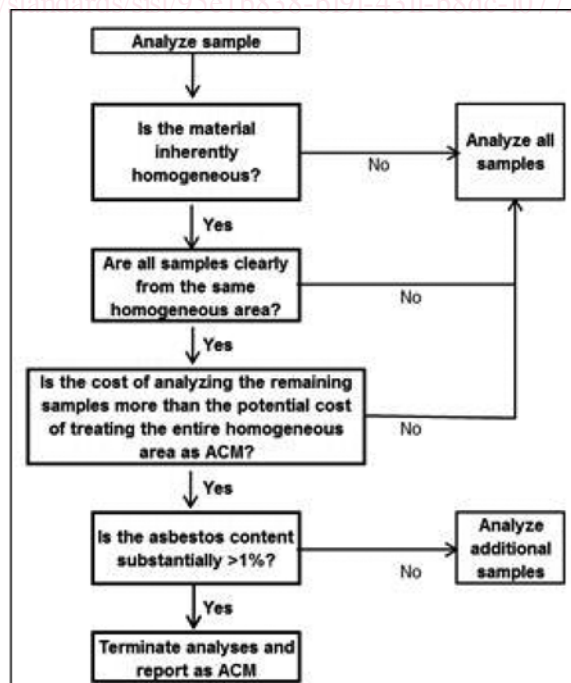 Analyze sample
Is the material
inherently
homogeneous?
No
Analyze all
samples
Yes
Are all samples clearly
from the same
homogeneous area?
No
Yes
Is the cost of analyzing the remaining
samples more than the potential cost
of treating the entire homogeneous
area as ACM?
No
Yes
Is the asbestos content
substantially >1%?
No
Analyze
additional
samples
Yes
Terminate analyses and
report as ACM